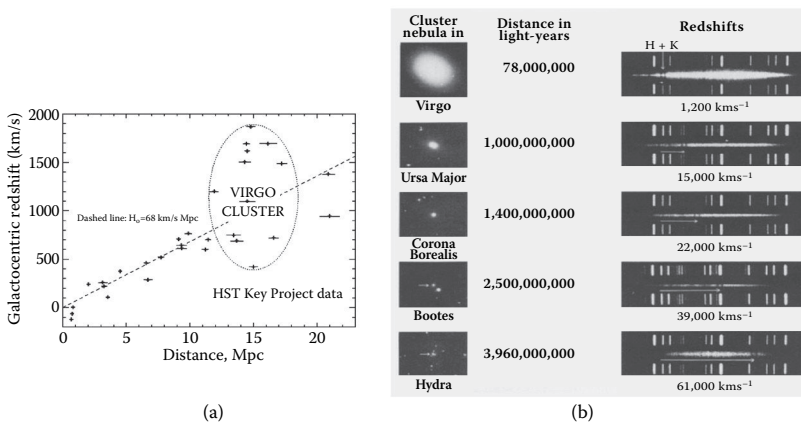 2000
1500
1000
500
0
Galactocentric redshift (km/s)
VIRGO
CLUSTER
Dashed line: H₀=68 km/s Mpc
HST Key Project data
0 5 10 15 20
Distance, Mpc
(a)
Cluster nebula in
Distance in light-years
Redshifts
H + K
78,000,000
Virgo
1,200 kms⁻¹
1,000,000,000
Ursa Major
15,000 kms⁻¹
1,400,000,000
Corona
Borealis
22,000 kms⁻¹
2,500,000,000
Bootes
39,000 kms⁻¹
3,960,000,000
Hydra
61,000 kms⁻¹
(b)